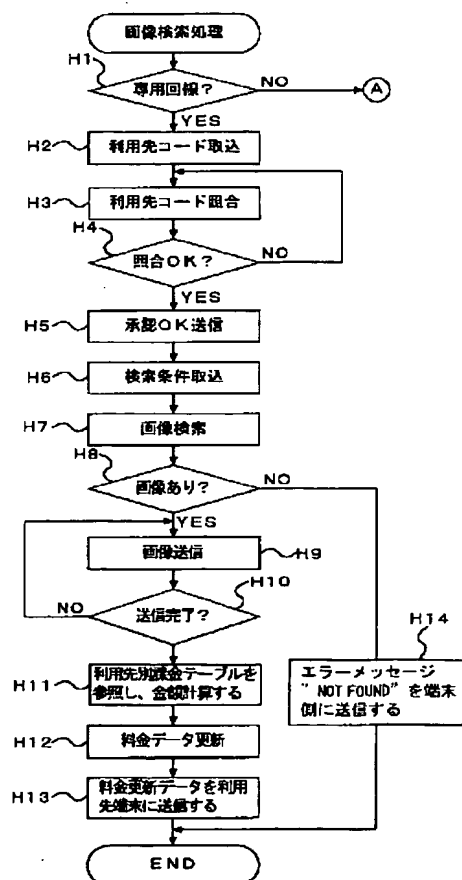 画像検索処理
H1
専用回線?
NO
A
YES
H2
利用先コード取込
H3
利用先コード照合
H4
照合OK?
NO
YES
H5
承認OK送信
H6
検索条件取込
H7
画像検索
H8
画像あり?
NO
YES
画像送信
H9
H10
NO
送信完了?
H14
エラーメッセージ
"NOT FOUND"を端末
側に送信する
H11
利用先別課金テーブルを
参照し、金額計算する
H12
料金データ更新
H13
料金更新データを利用
先端末に送信する
END